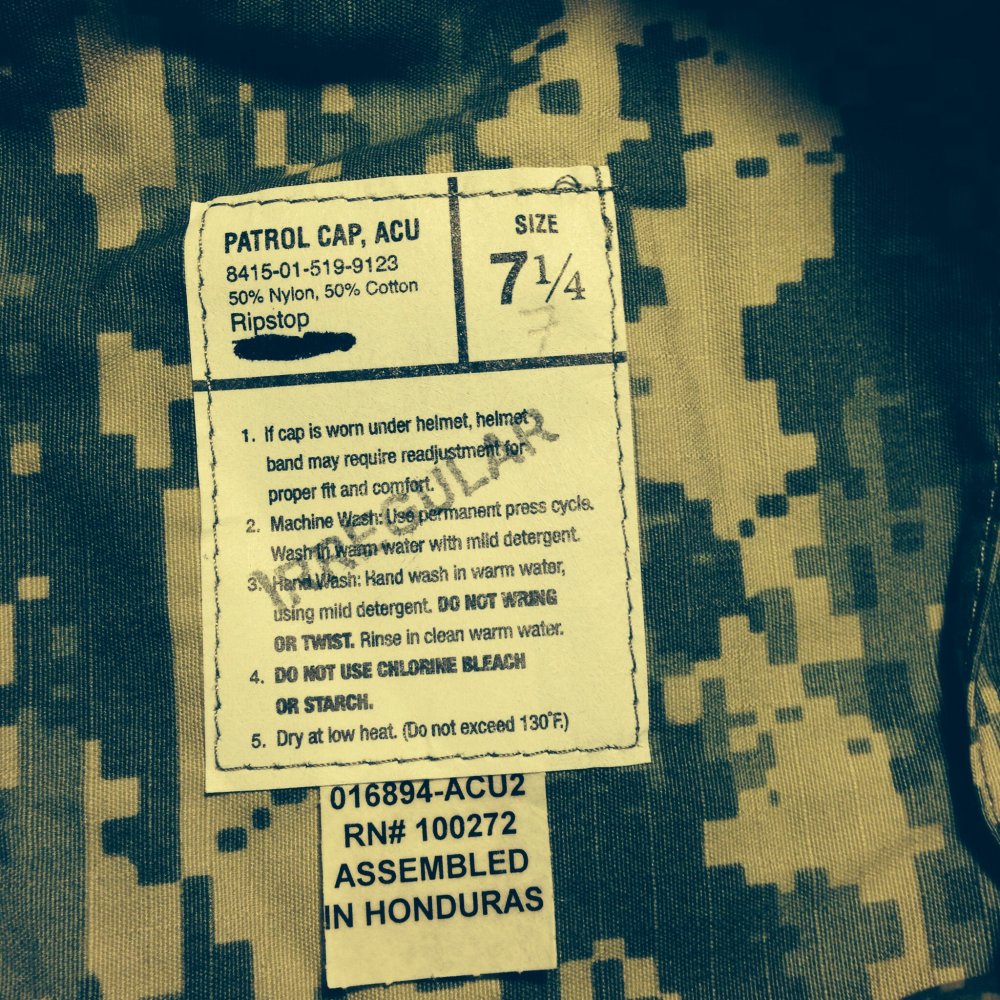 PATROL CAP, ACU
8415-01-519-9123
50% Nylon, 50% Cotton
Ripstop
SIZE
7 1/4
7
1. If cap is worn under helmet, helmet
band may require readjustment for
proper fit and comfort.
2. Machine Wash: Use permanent press cycle.
Wash in warm water with mild detergent.
3. Hand Wash: Hand wash in warm water,
using mild detergent. DO NOT WRING
OR TWIST. Rinse in clean warm water.
4. DO NOT USE CHLORINE BLEACH
OR STARCH.
5. Dry at low heat. (Do not exceed 130°F.)
IRREGULAR
016894-ACU2
RN# 100272
ASSEMBLED
IN HONDURAS